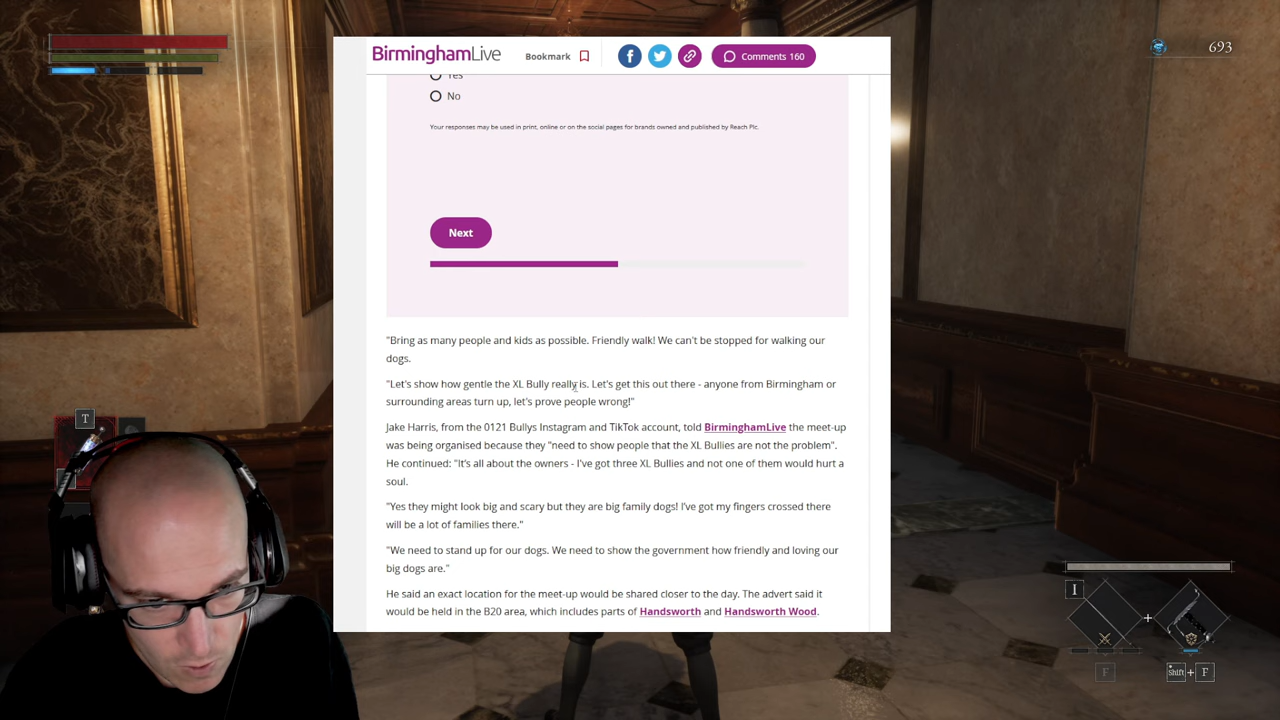 693
BirminghamLive
Bookmark
Comments 160
Yes
No
Your responses may be used in print, online or on the social pages for brands owned and published by Reach Plc.
Next
"Bring as many people and kids as possible. Friendly walk! We can't be stopped for walking our
dogs.
"Let's show how gentle the XL Bully really is. Let's get this out there - anyone from Birmingham or
surrounding areas turn up, let's prove people wrong!"
Jake Harris, from the 0121 Bullys Instagram and TikTok account, told BirminghamLive the meet-up
was being organised because they "need to show people that the XL Bullies are not the problem".
He continued: "It's all about the owners - I've got three XL Bullies and not one of them would hurt a
soul.
"Yes they might look big and scary but they are big family dogs! I've got my fingers crossed there
will be a lot of families there."
"We need to stand up for our dogs. We need to show the government how friendly and loving our
big dogs are."
He said an exact location for the meet-up would be shared closer to the day. The advert said it
would be held in the B20 area, which includes parts of Handsworth and Handsworth Wood.
T
I
+
F
Shift + F